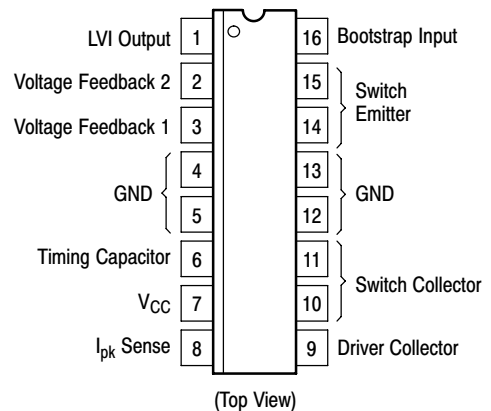 LVI Output 1 16 Bootstrap Input
Voltage Feedback 2 2 15 Switch
Emitter
Voltage Feedback 1 3 14
4 13
GND GND
5 12
Timing Capacitor 6 11
Switch Collector
VCC 7 10
Ipk Sense 8 9 Driver Collector
(Top View)